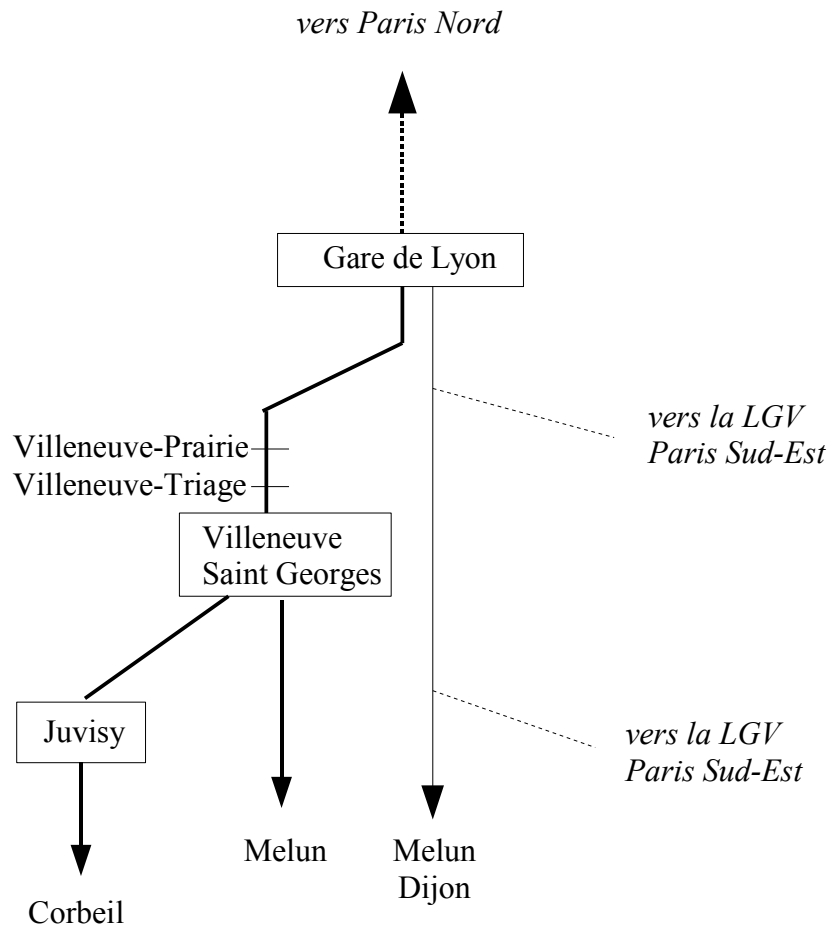 vers Paris Nord
Gare de Lyon
vers la LGV
Paris Sud-Est
Villeneuve-Prairie
Villeneuve-Triage
Villeneuve
Saint Georges
Juvisy
vers la LGV
Paris Sud-Est
Melun
Melun
Dijon
Corbeil